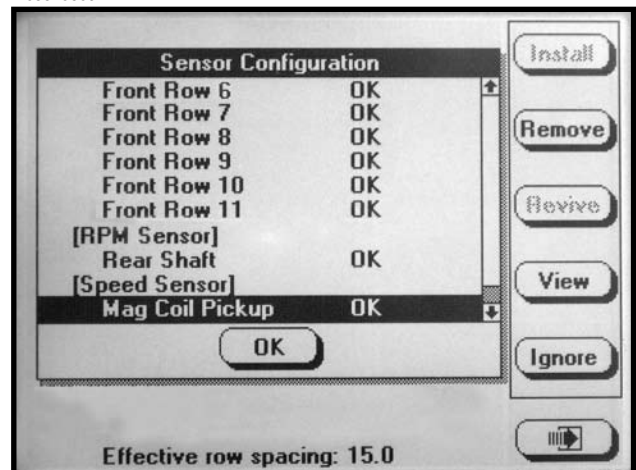 Sensor Configuration
Front Row 6 OK
Front Row 7 OK
Front Row 8 OK
Front Row 9 OK
Front Row 10 OK
Front Row 11 OK
[RPM Sensor]
Rear Shaft OK
[Speed Sensor]
Mag Coil Pickup OK
OK
Effective row spacing: 15.0
Install
Remove
Revive
View
Ignore